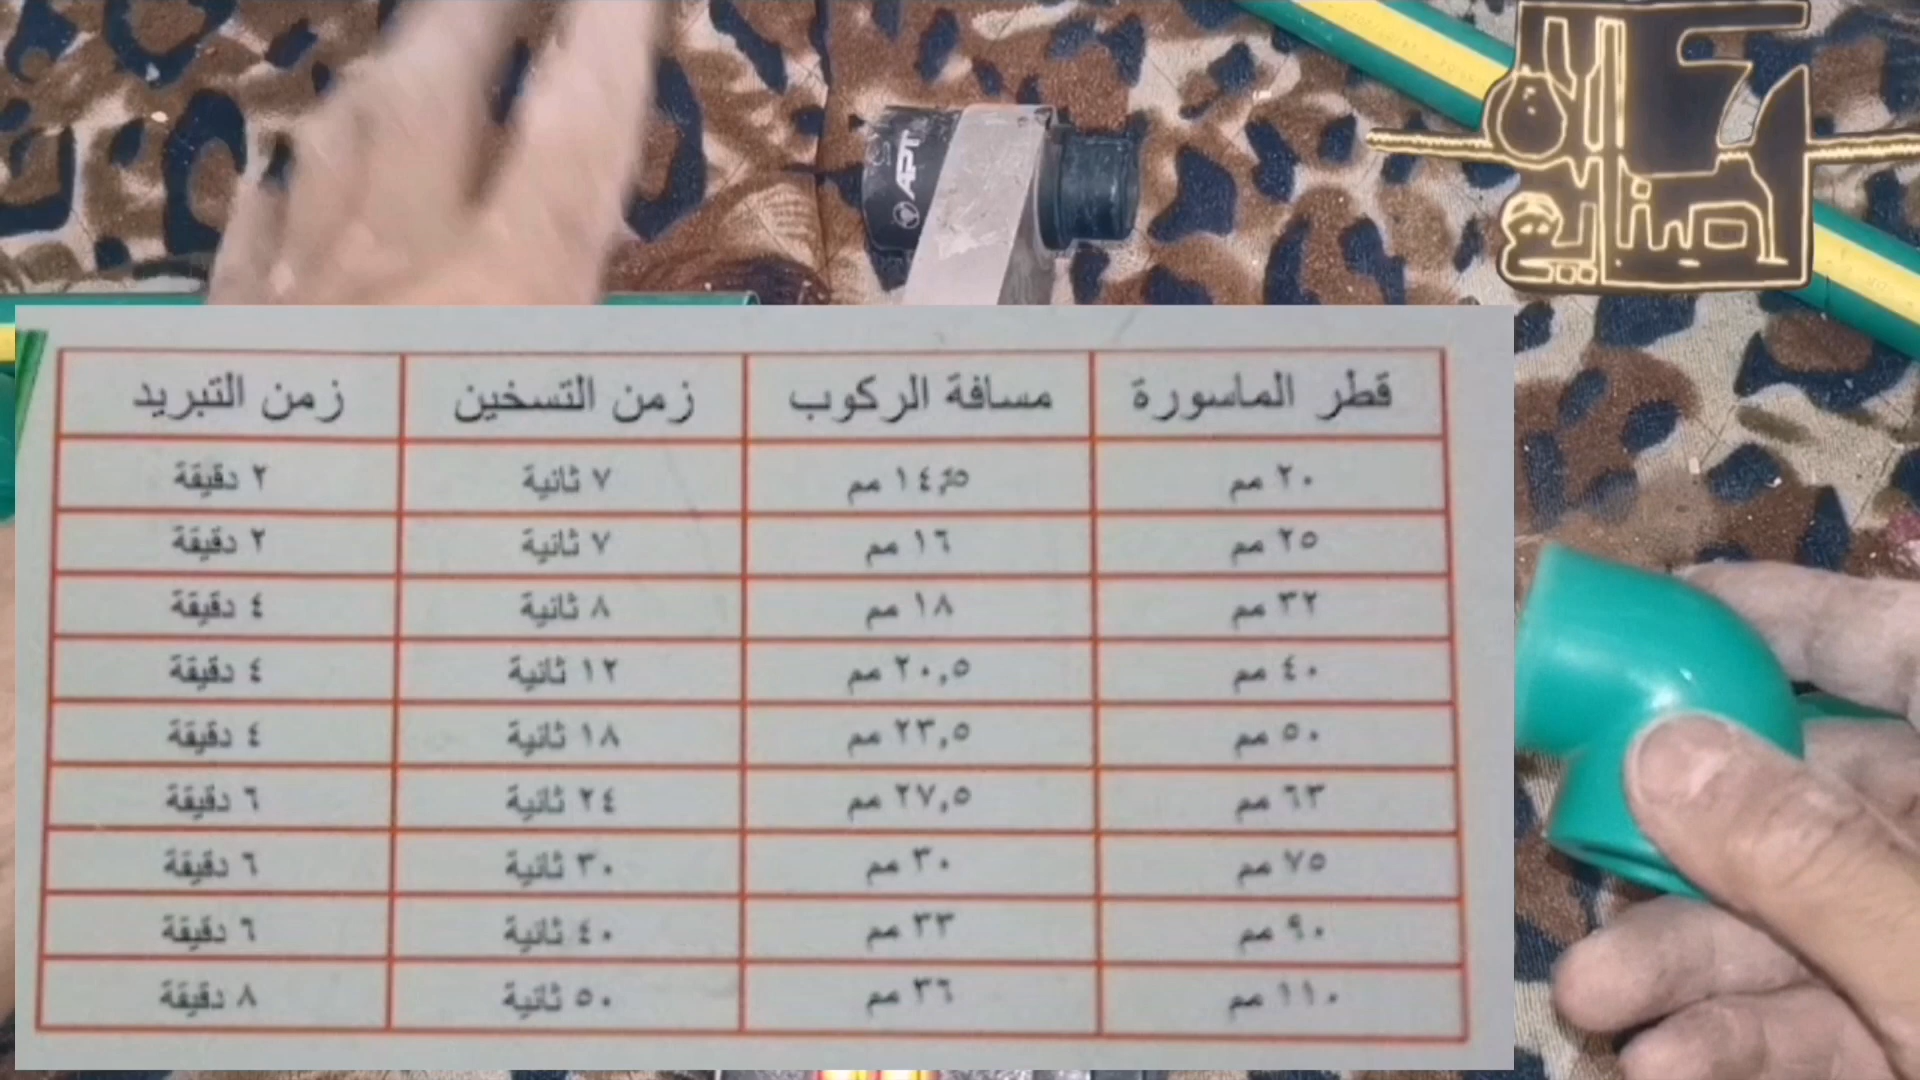 APT
صنايع
قطر الماسورة مسافة الركوب زمن التسخين زمن التبريد
٢٠ مم ١٤,٥ مم ٧ ثانية ٢ دقيقة
٢٥ مم ١٦ مم ٧ ثانية ٢ دقيقة
٣٢ مم ١٨ مم ٨ ثانية ٤ دقيقة
٤٠ مم ٢٠,٥ مم ١٢ ثانية ٤ دقيقة
٥٠ مم ٢٣,٥ مم ١٨ ثانية ٤ دقيقة
٦٣ مم ٢٧,٥ مم ٢٤ ثانية ٦ دقيقة
٧٥ مم ٣٠ مم ٣٠ ثانية ٦ دقيقة
٩٠ مم ٣٣ مم ٤٠ ثانية ٦ دقيقة
١١٠ مم ٣٦ مم ٥٠ ثانية ٨ دقيقة